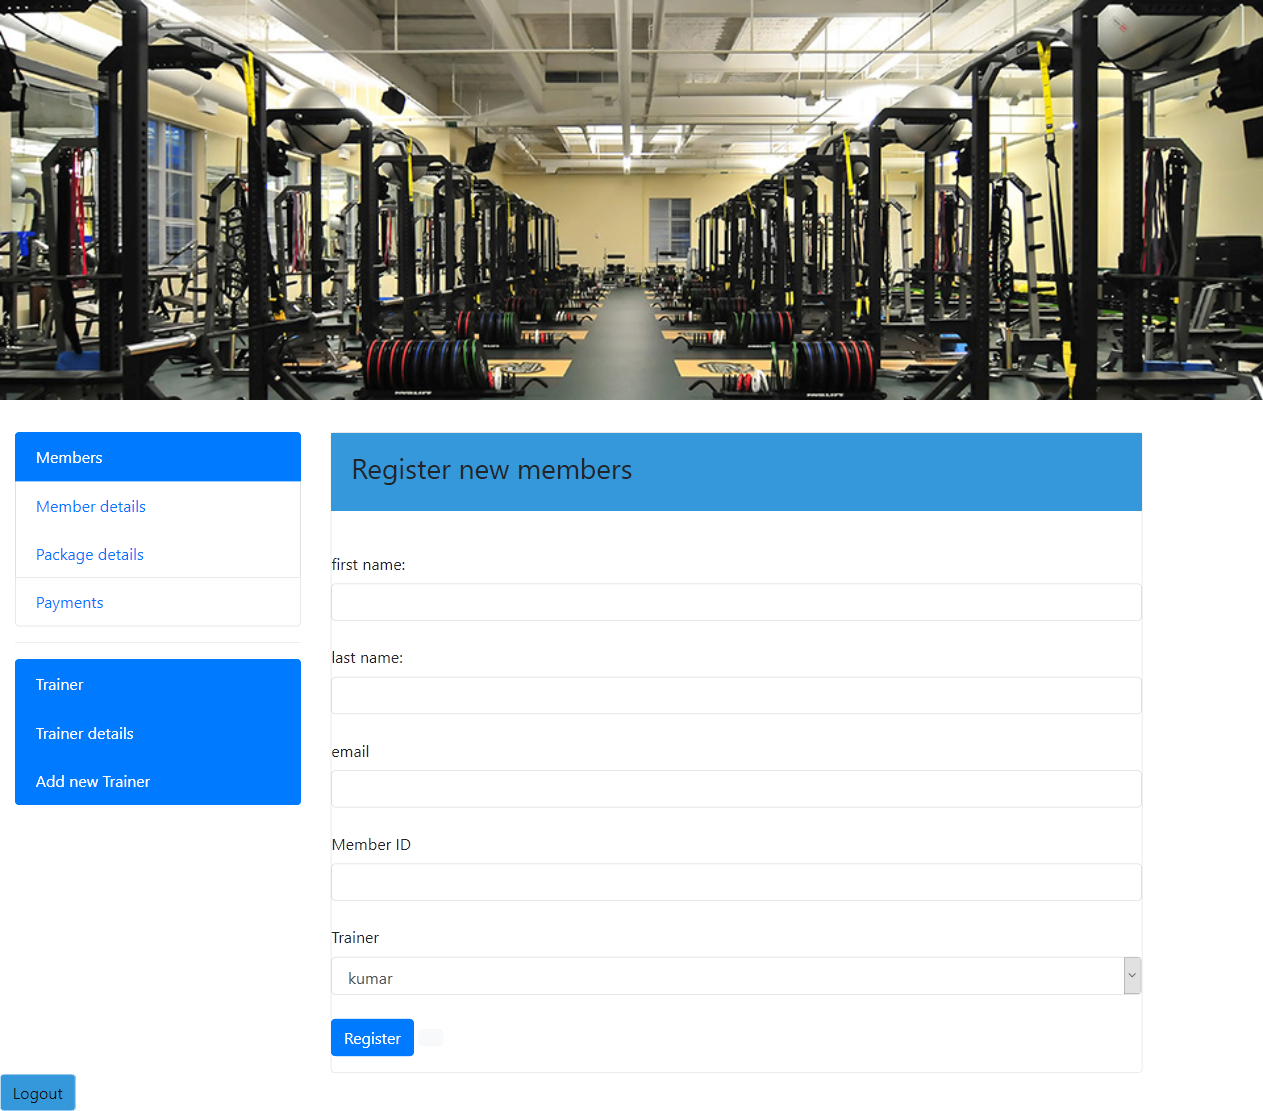 Members
Member details
Package details
Payments
Trainer
Trainer details
Add new Trainer
Register new members
first name:
last name:
email
Member ID
Trainer
kumar
Register
Logout